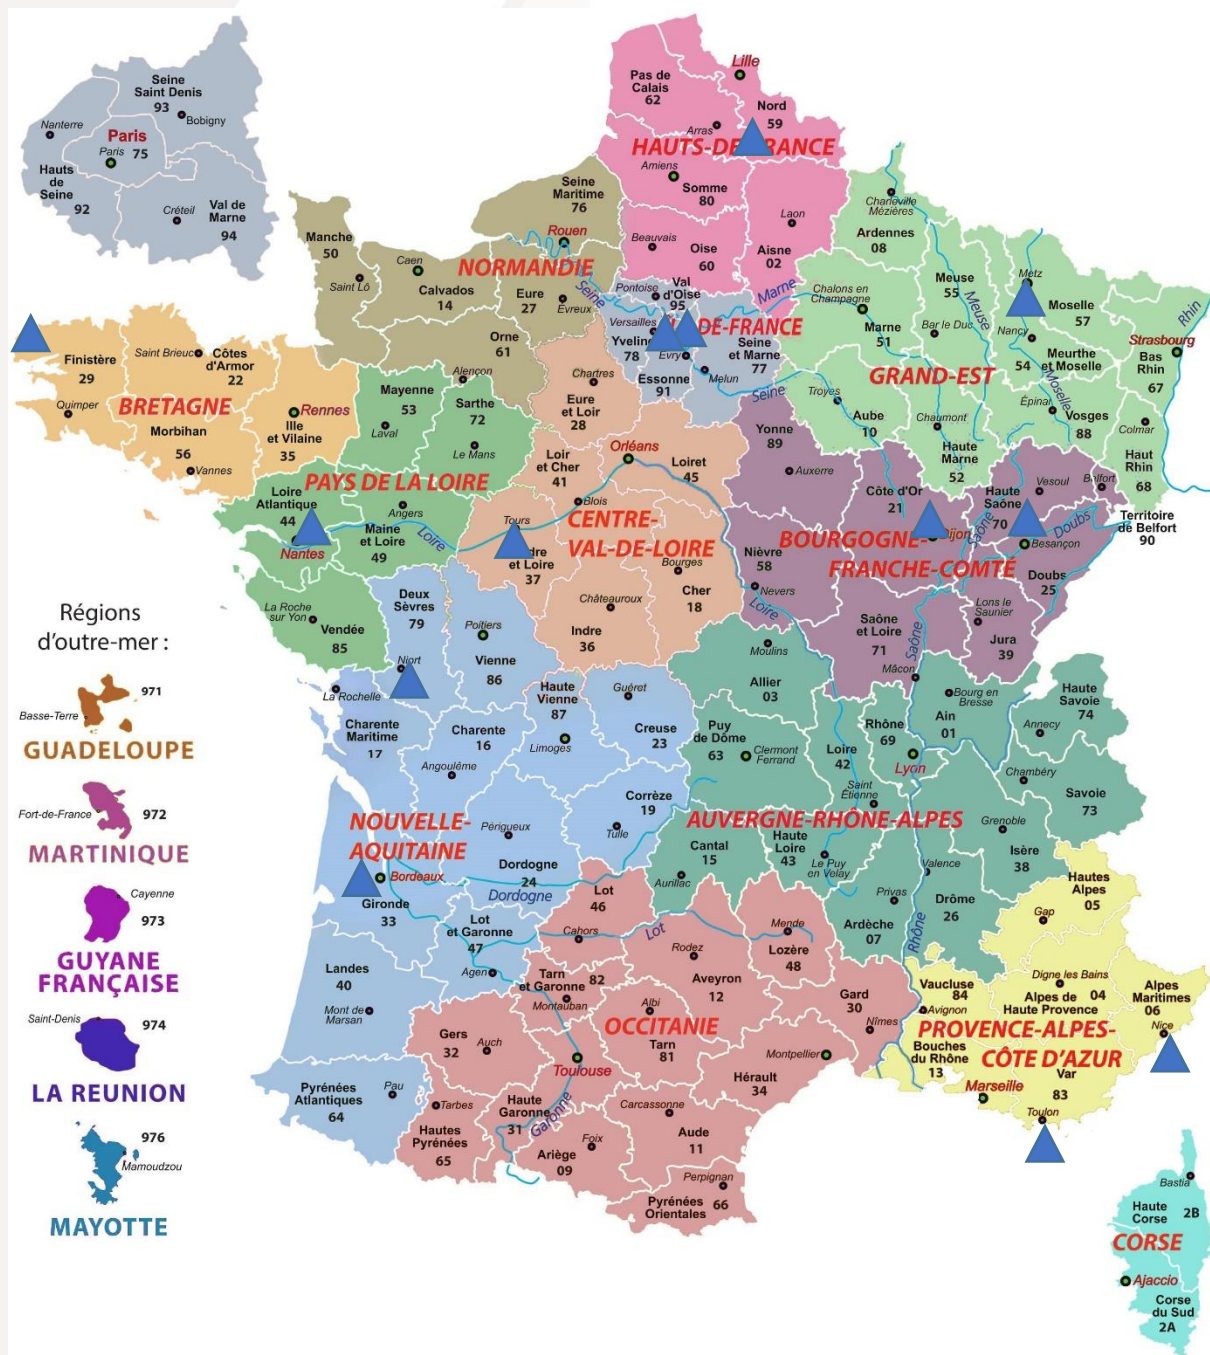 Seine
Saint Denis
93
Bobigny
Nanterre
Paris
Paris
75
Hauts
de
Seine
92
Créteil
Val de
Marne
94
Lille
Pas de
Calais
62
Nord
59
Arras
HAUTS-DE-FRANCE
Amiens
Somme
80
Laon
Beauvais
Oise
60
Aisne
02
Seine
Maritime
76
Rouen
Manche
50
Caen
NORMANDIE
Saint Lô
Calvados
14
Eure
27
Evreux
Seine
Orne
61
Alençon
Charleville
Mézières
Ardennes
08
Meuse
55
Metz
Moselle
57
Chalons en
Champagne
Marne
Marne
51
Bar le Duc
Meuse
Nancy
54
Meurthe
et Moselle
Strasbourg
Rhin
Bas
Rhin
67
GRAND-EST
Troyes
Aube
10
Chaumont
Haute
Marne
52
Moselle
Épinal
Vosges
88
Colmar
Haut
Rhin
68
Pontoise
Val
d'Oise
95
Versailles
DE-FRANCE
Yveline
78
Evry
Seine
et Marne
77
Essonne
91
Melun
Seine
Finistère
29
Saint Brieuc
Côtes
d'Armor
22
Quimper
BRETAGNE
Rennes
Ille
et Vilaine
35
Morbihan
56
Vannes
Mayenne
53
Laval
Sarthe
72
Le Mans
PAYS DE LA LOIRE
Loire
Atlantique
44
Angers
Maine
et Loire
49
Loire
Nantes
La Roche
sur Yon
Vendée
85
Chartres
Eure
et Loir
28
Orléans
Loir
et Cher
41
Loiret
45
Blois
Tours
CENTRE-
VAL-DE-LOIRE
et Loire
37
Bourges
Cher
18
Châteauroux
Indre
36
Yonne
89
Auxerre
Côte d'Or
21
Dijon
Haute
Saône
70
Vesoul
Belfort
Territoire
de Belfort
90
Saône
Doubs
Besançon
BOURGOGNE-
FRANCHE-COMTÉ
Nièvre
58
Nevers
Loire
Doubs
25
Saône
et Loire
71
Saône
Lons le
Saunier
Jura
39
Mâcon
Deux
Sèvres
79
Poitiers
Vienne
86
Niort
La Rochelle
Charente
Maritime
17
Charente
16
Angoulême
Haute
Vienne
87
Limoges
Guéret
Creuse
23
Corrèze
19
Tulle
NOUVELLE-
AQUITAINE
Périgueux
Dordogne
24
Dordogne
Bordeaux
Gironde
33
Lot
et Garonne
47
Agen
Landes
40
Mont de
Marsan
Pyrénées
Atlantiques
64
Pau
Moulins
Allier
03
Puy
de Dôme
63
Clermont
Ferrand
Loire
42
Rhône
69
Lyon
Ain
01
Bourg en
Bresse
Haute
Savoie
74
Annecy
Chambéry
Savoie
73
Saint
Étienne
AUVERGNE-RHÔNE-ALPES
Grenoble
Isère
38
Cantal
15
Aurillac
Haute
Loire
43
Le Puy
en Velay
Valence
Privas
Ardèche
07
Drôme
26
Rhône
Lot
46
Cahors
Lot
Mende
Lozère
48
Rodez
Aveyron
12
Tarn
et Garonne
82
Montauban
Albi
Tarn
81
OCCITANIE
Gard
30
Nîmes
Gers
32
Auch
Toulouse
Montpellier
Hérault
34
Tarbes
Hautes
Pyrénées
65
Haute
Garonne
31
Garonne
Carcassonne
Aude
11
Foix
Ariège
09
Perpignan
Pyrénées
Orientales
66
Hautes
Alpes
05
Gap
Vaucluse
84
Avignon
Digne les Bains
04
Alpes de
Haute Provence
Alpes
Maritimes
06
Nice
PROVENCE-ALPES-
CÔTE D'AZUR
Bouches
du Rhône
13
Marseille
Var
83
Toulon
Bastia
Haute
Corse
2B
CORSE
Ajaccio
Corse
du Sud
2A
Régions
d'outre-mer :
971
Basse-Terre
GUADELOUPE
Fort-de-France
972
MARTINIQUE
Cayenne
973
GUYANE
FRANÇAISE
Saint-Denis
974
LA REUNION
976
Mamoudzou
MAYOTTE